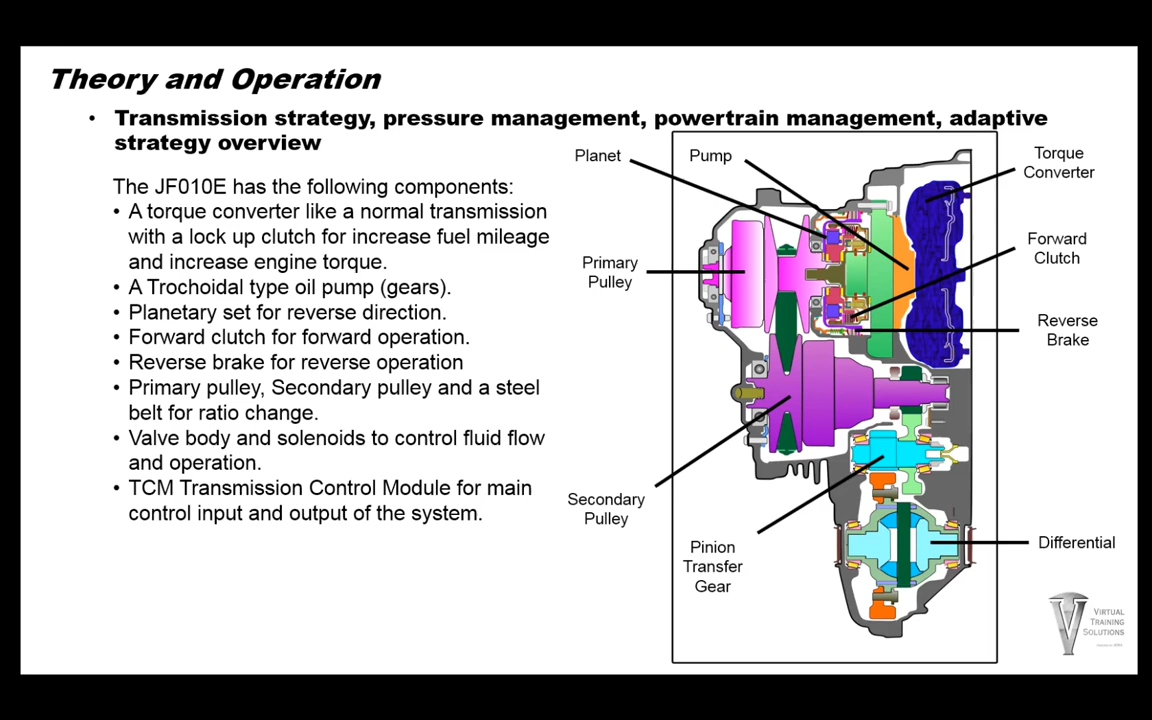 Theory and Operation
• Transmission strategy, pressure management, powertrain management, adaptive
strategy overview
The JF010E has the following components:
• A torque converter like a normal transmission
with a lock up clutch for increase fuel mileage
and increase engine torque.
• A Trochoidal type oil pump (gears).
• Planetary set for reverse direction.
• Forward clutch for forward operation.
• Reverse brake for reverse operation
• Primary pulley, Secondary pulley and a steel
belt for ratio change.
• Valve body and solenoids to control fluid flow
and operation.
• TCM Transmission Control Module for main
control input and output of the system.
Planet
Pump
Torque
Converter
Forward
Clutch
Primary
Pulley
Reverse
Brake
Secondary
Pulley
Pinion
Transfer
Gear
Differential
VIRTUAL
TRAINING
SOLUTIONS